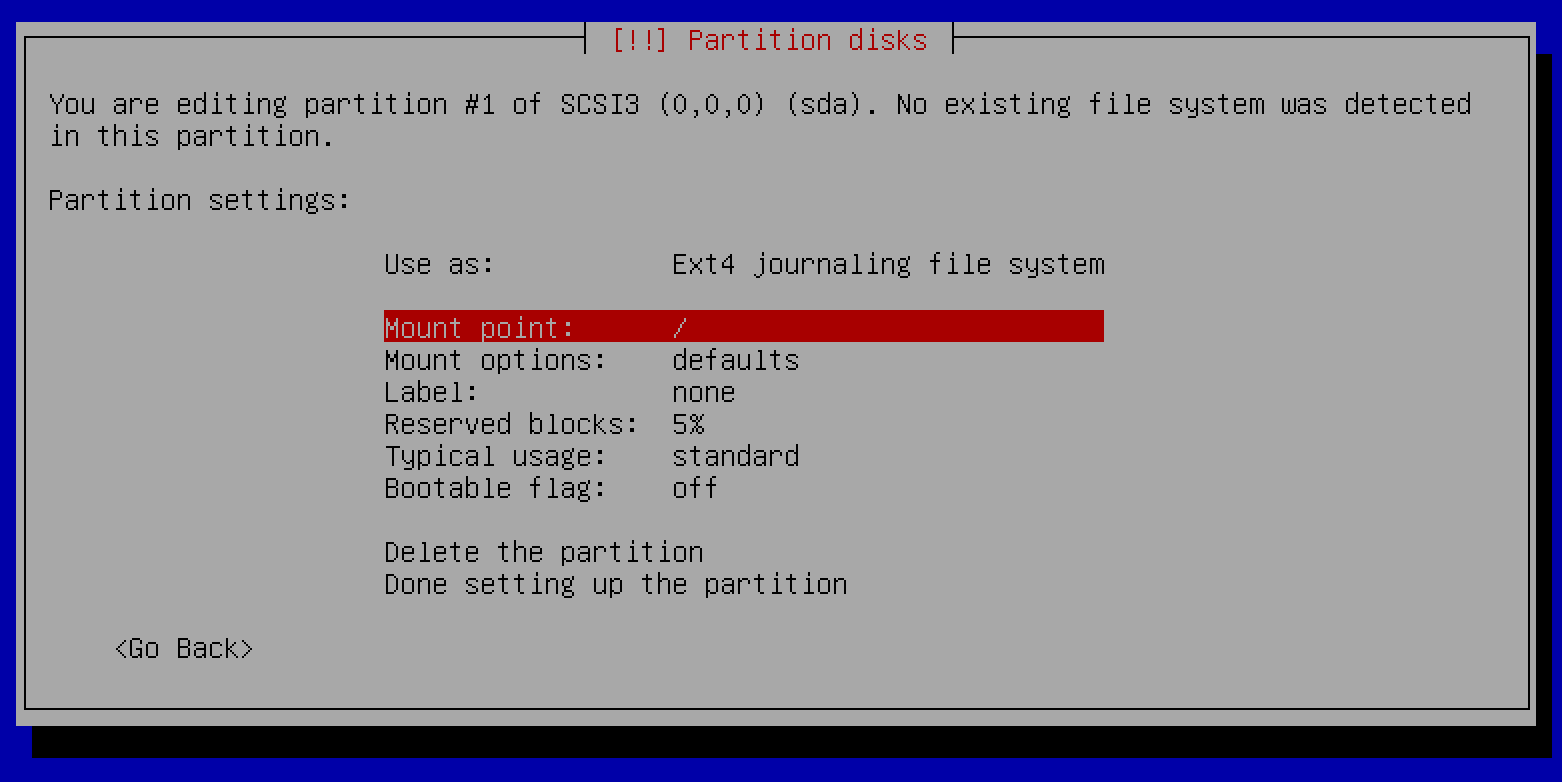 [!!] Partition disks
You are editing partition #1 of SCSI3 (0,0,0) (sda). No existing file system was detected
in this partition.
Partition settings:
Use as: Ext4 journaling file system
Mount point: /
Mount options: defaults
Label: none
Reserved blocks: 5%
Typical usage: standard
Bootable flag: off
Delete the partition
Done setting up the partition
<Go Back>